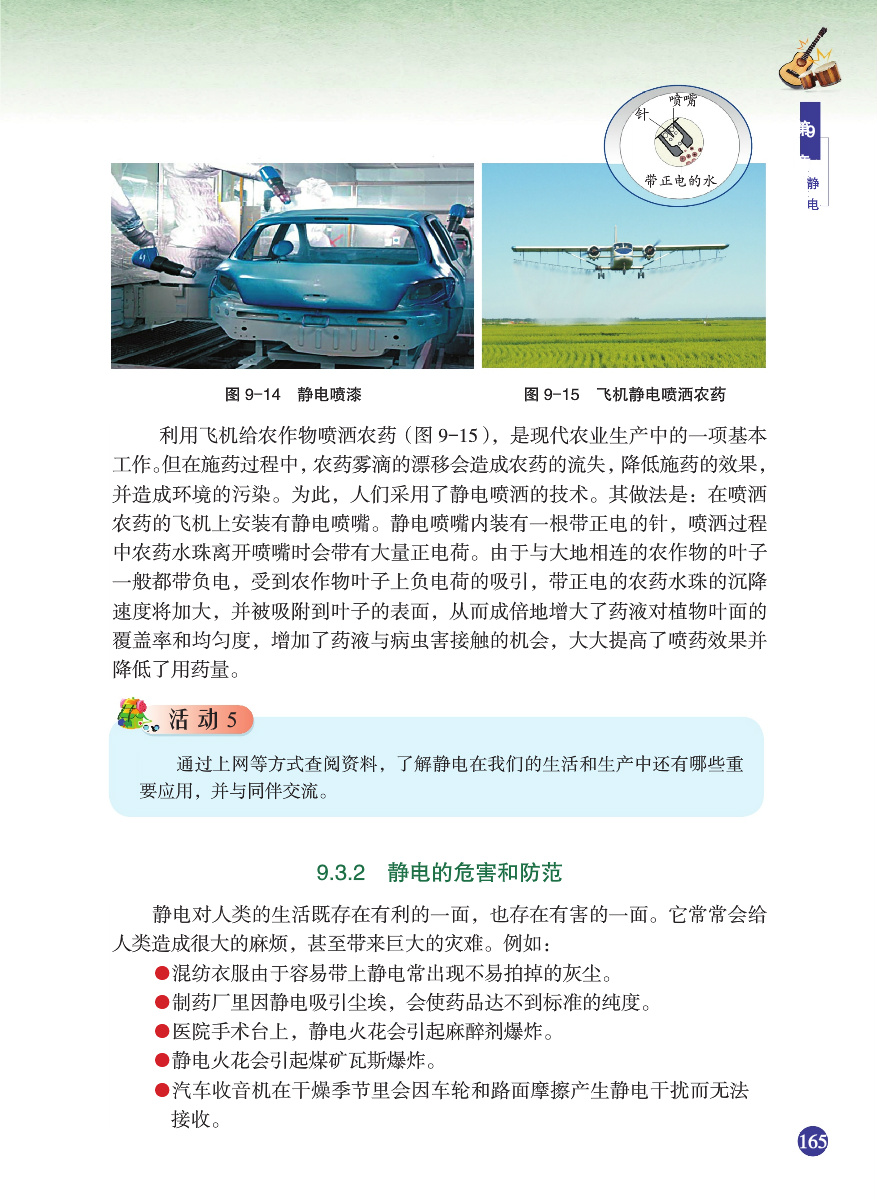 喷嘴
针
带正电的水
第9章
静电
图 9-14 静电喷漆
图 9-15 飞机静电喷洒农药
利用飞机给农作物喷洒农药（图 9-15），是现代农业生产中的一项基本
工作。但在施药过程中，农药雾滴的漂移会造成农药的流失，降低施药的效果，
并造成环境的污染。为此，人们采用了静电喷洒的技术。其做法是：在喷洒
农药的飞机上安装有静电喷嘴。静电喷嘴内装有一根带正电的针，喷洒过程
中农药水珠离开喷嘴时会带有大量正电荷。由于与大地相连的农作物的叶子
一般都带负电，受到农作物叶子上负电荷的吸引，带正电的农药水珠的沉降
速度将加大，并被吸附到叶子的表面，从而成倍地增大了药液对植物叶面的
覆盖率和均匀度，增加了药液与病虫害接触的机会，大大提高了喷药效果并
降低了用药量。
活动 5
通过上网等方式查阅资料，了解静电在我们的生活和生产中还有哪些重
要应用，并与同伴交流。
9.3.2 静电的危害和防范
静电对人类的生活既存在有利的一面，也存在有害的一面。它常常会给
人类造成很大的麻烦，甚至带来巨大的灾难。例如：
●混纺衣服由于容易带上静电常出现不易拍掉的灰尘。
●制药厂里因静电吸引尘埃，会使药品达不到标准的纯度。
●医院手术台上，静电火花会引起麻醉剂爆炸。
●静电火花会引起煤矿瓦斯爆炸。
●汽车收音机在干燥季节里会因车轮和路面摩擦产生静电干扰而无法
接收。
165